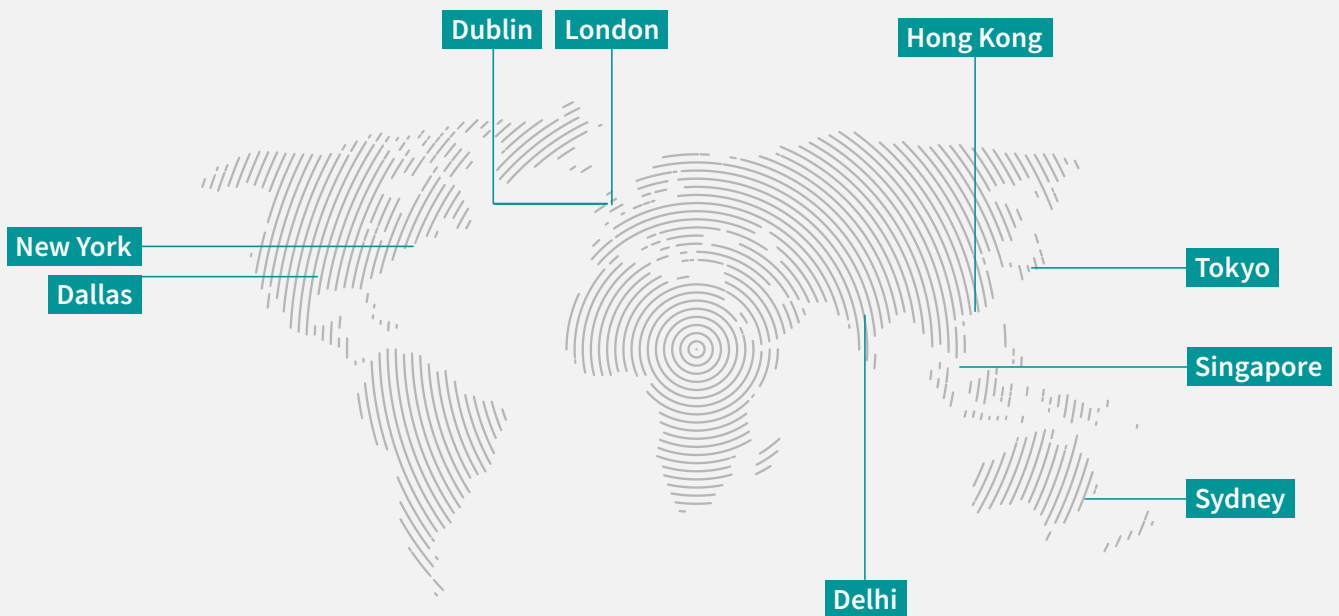 Dublin
London
Hong Kong
New York
Dallas
Tokyo
Singapore
Sydney
Delhi